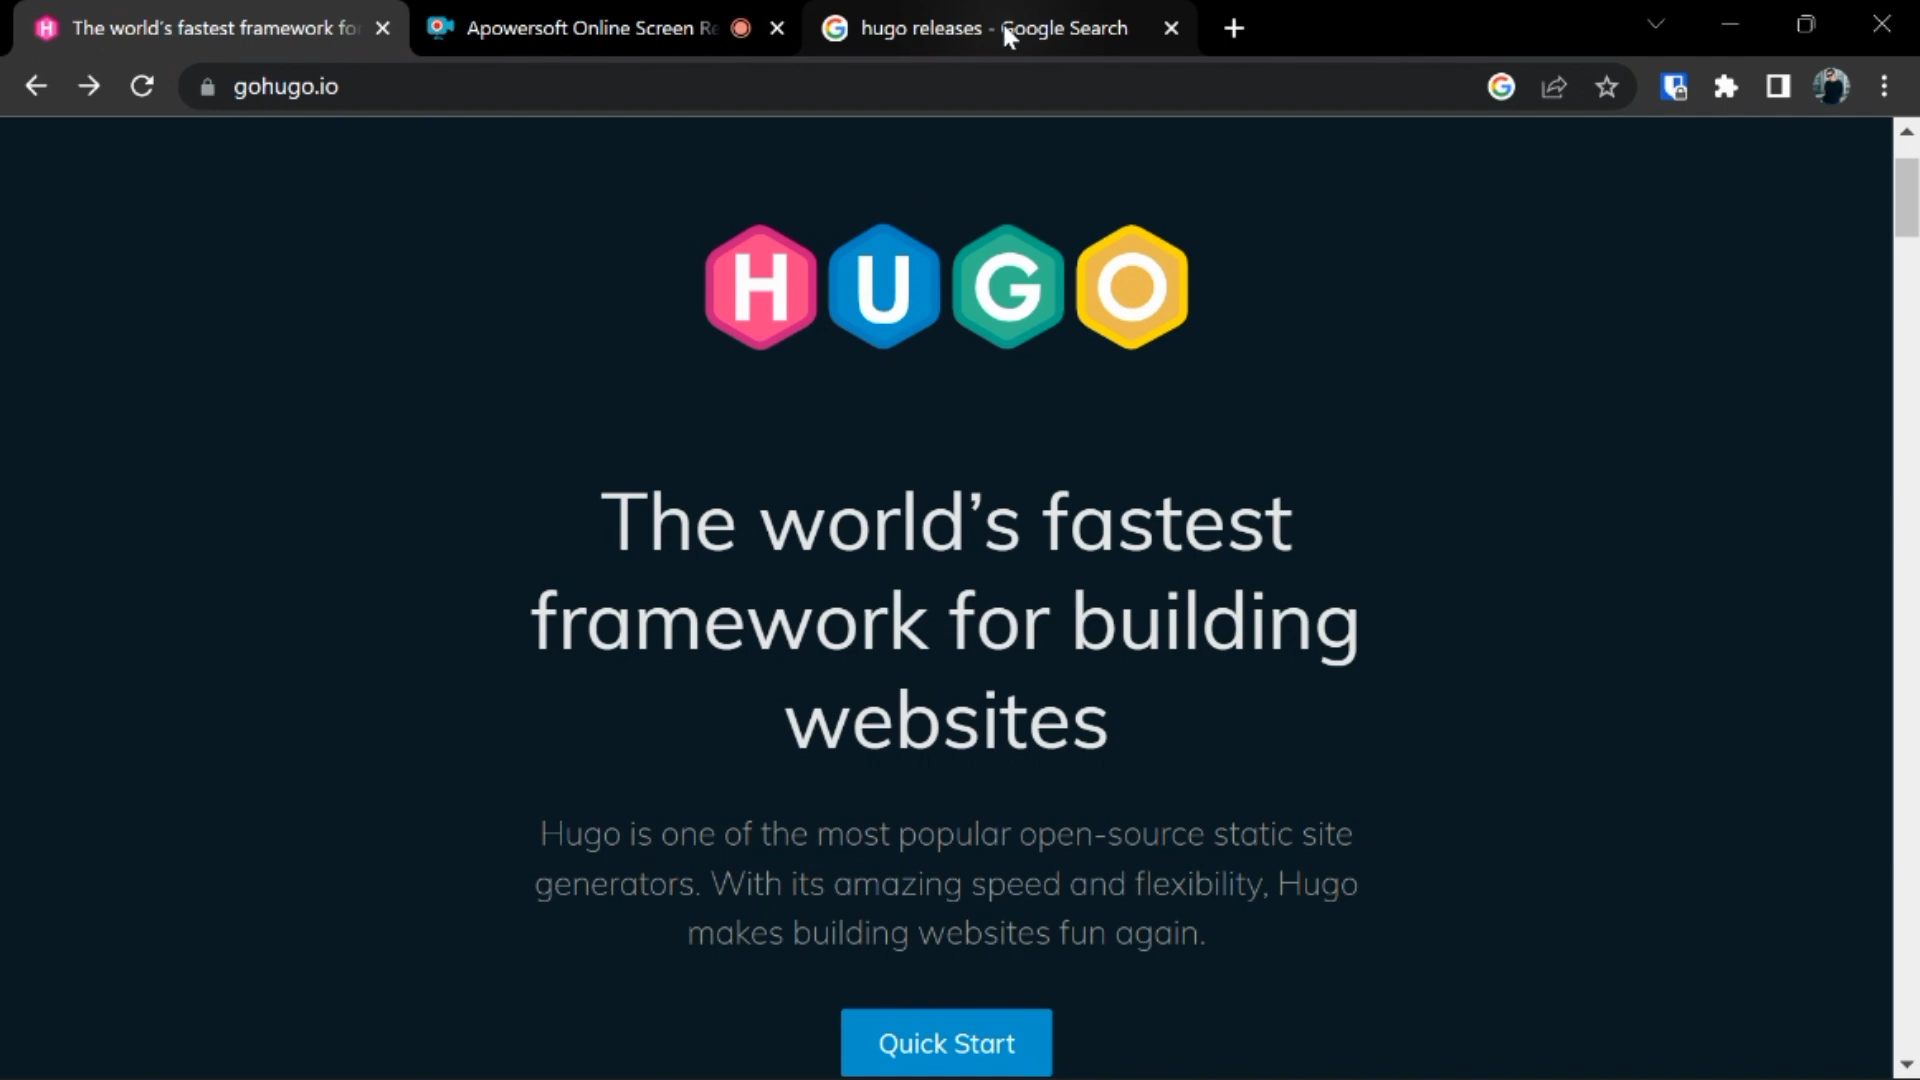 The world's fastest framework fo
Apowersoft Online Screen Re
hugo releases - Google Search
gohugo.io
HUGO
The world's fastest
framework for building
websites
Hugo is one of the most popular open-source static site
generators. With its amazing speed and flexibility, Hugo
makes building websites fun again.
Quick Start